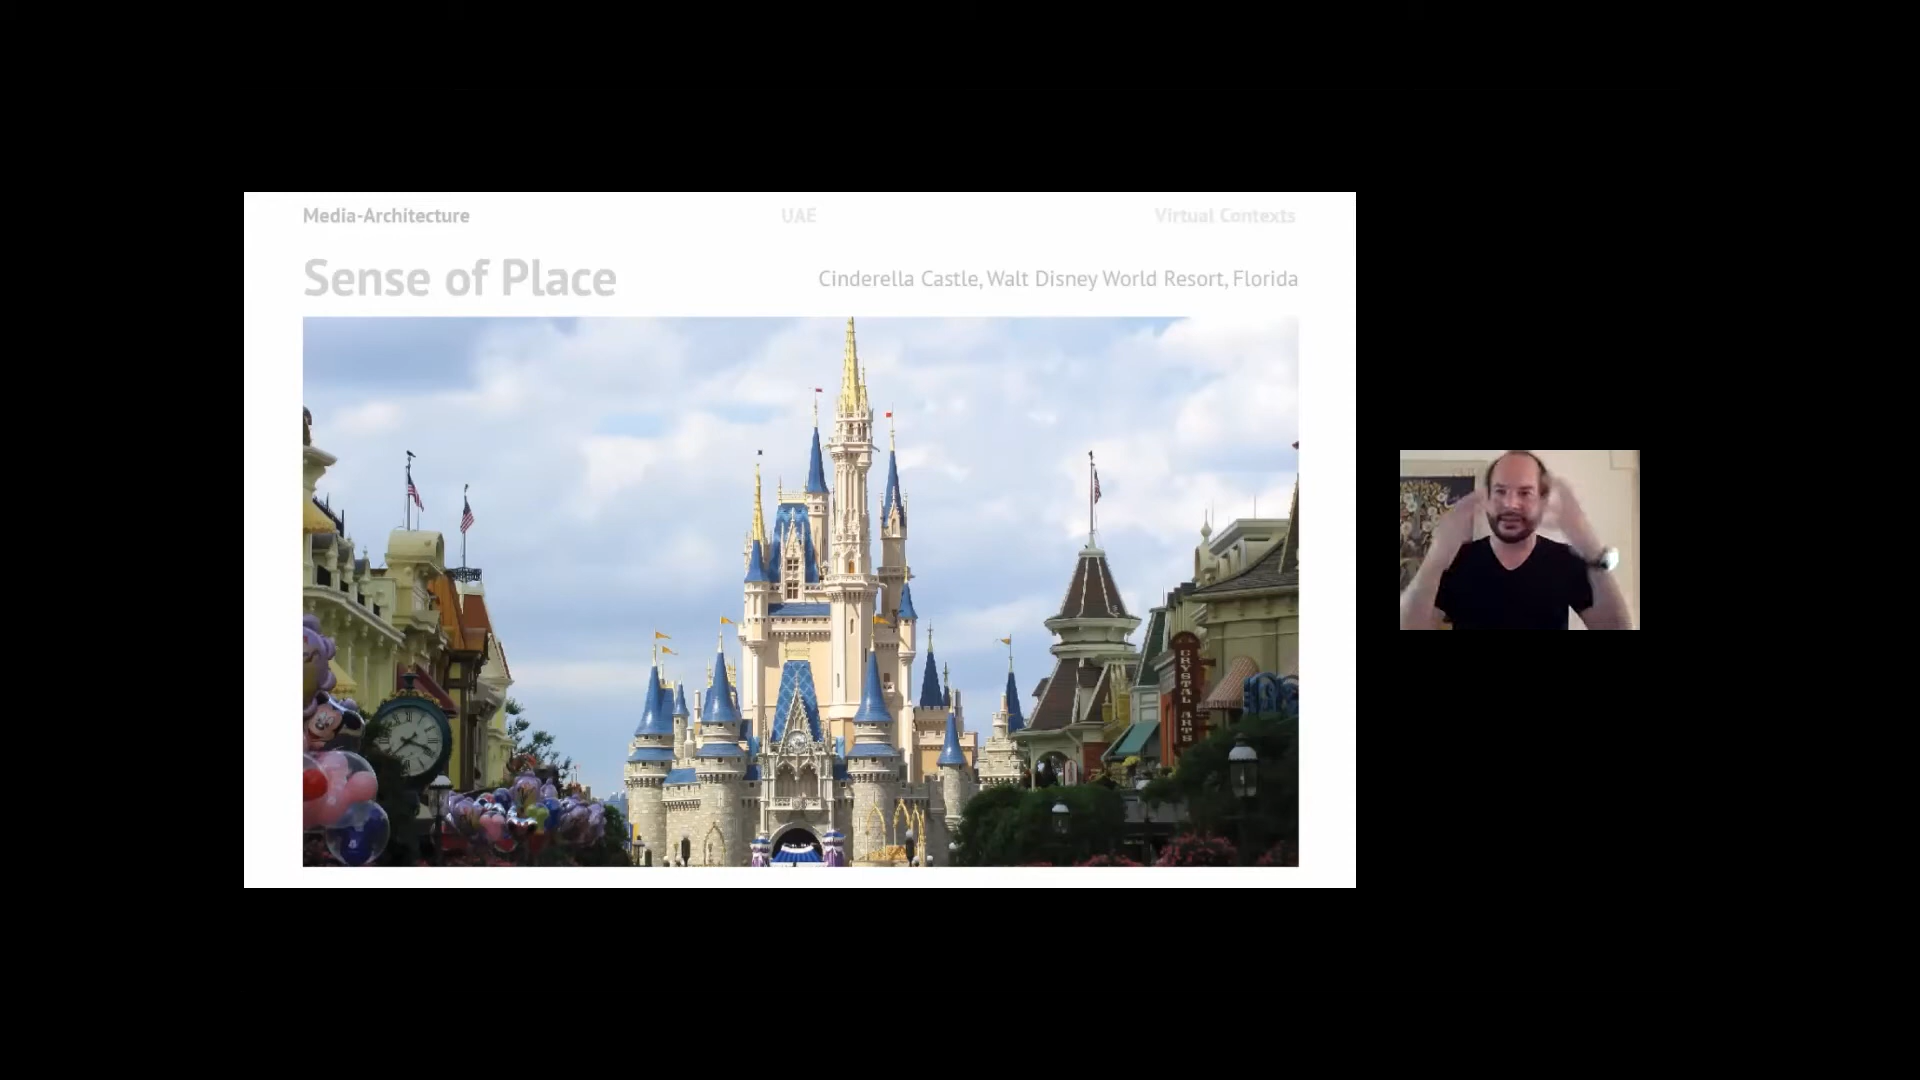 Media-Architecture
UAE
Virtual Contexts
Sense of Place
Cinderella Castle, Walt Disney World Resort, Florida
CRYSTAL ARTS